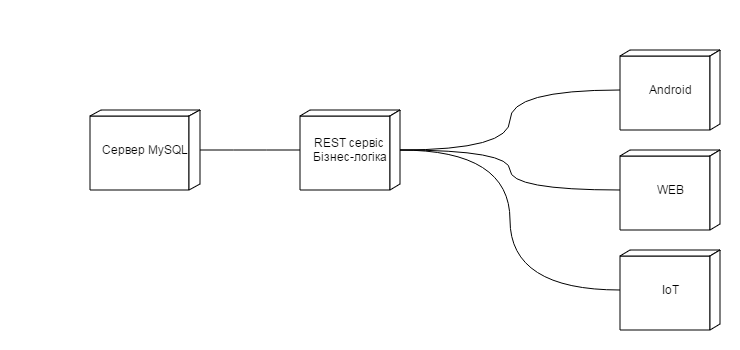 Сервер MySQL
REST сервіс
Бізнес-логіка
Android
WEB
IoT